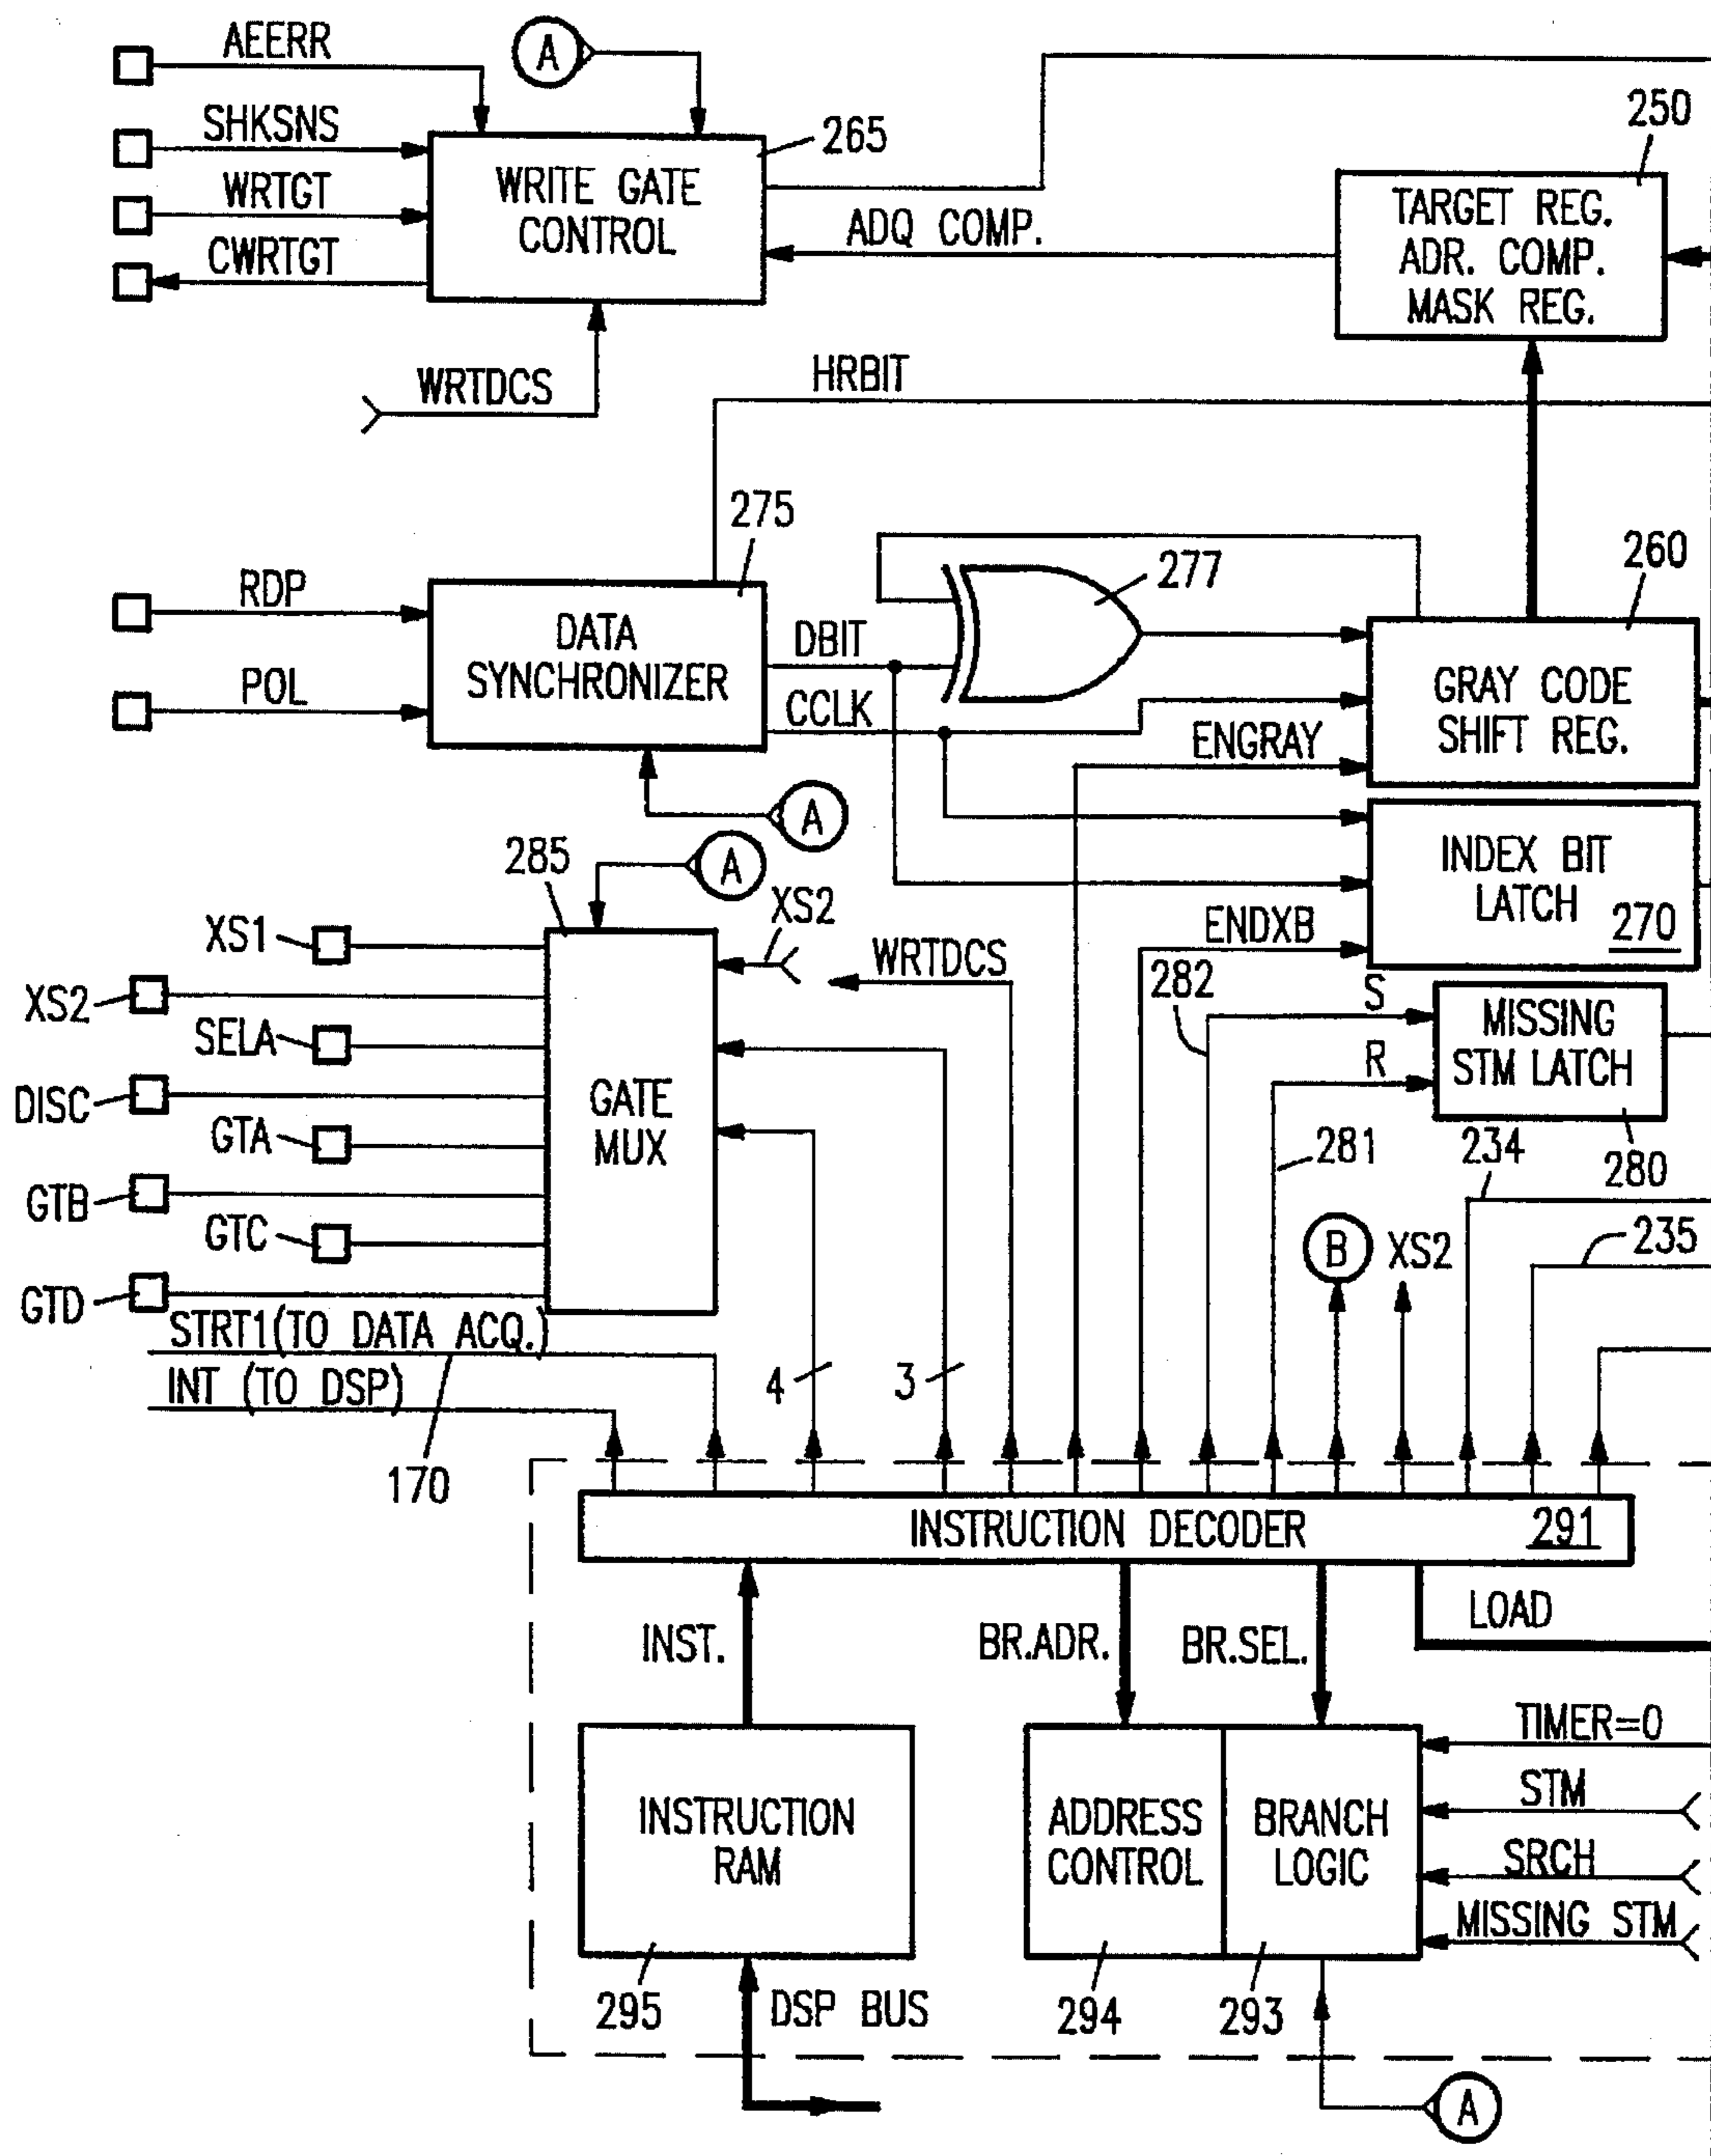 AEERR
A
SHKSNS
265
250
WRTGT
WRITE GATE
CONTROL
ADQ COMP.
TARGET REG.
ADR. COMP.
MASK REG.
CWRTGT
WRTDCS
HRBIT
275
277
260
RDP
DATA
SYNCHRONIZER
DBIT
POL
CCLK
GRAY CODE
SHIFT REG.
ENGRAY
A
285
A
XS2
INDEX BIT
LATCH
270
XS1
WRTDCS
ENDXB
XS2
282
S
MISSING
STM LATCH
SELA
R
DISC
GATE
MUX
GTA
281
234
280
GTB
GTC
B
XS2
235
GTD
STRT1(TO DATA ACQ.)
INT (TO DSP)
4
3
170
INSTRUCTION DECODER
291
INST.
BR.ADR.
BR.SEL.
LOAD
TIMER=0
INSTRUCTION
RAM
ADDRESS
CONTROL
BRANCH
LOGIC
STM
SRCH
MISSING STM
295
DSP BUS
294
293
A